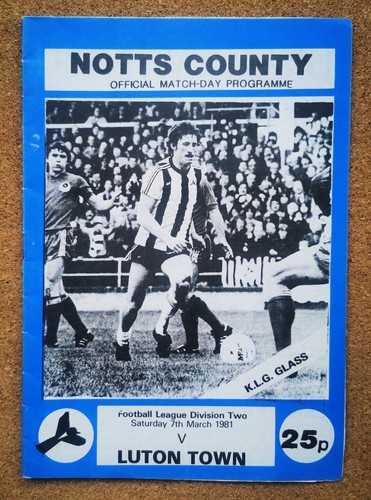 NOTTS COUNTY
OFFICIAL MATCH-DAY PROGRAMME
K.L.G. GLASS
Football League Division Two
Saturday 7th March 1981
V
LUTON TOWN
25p